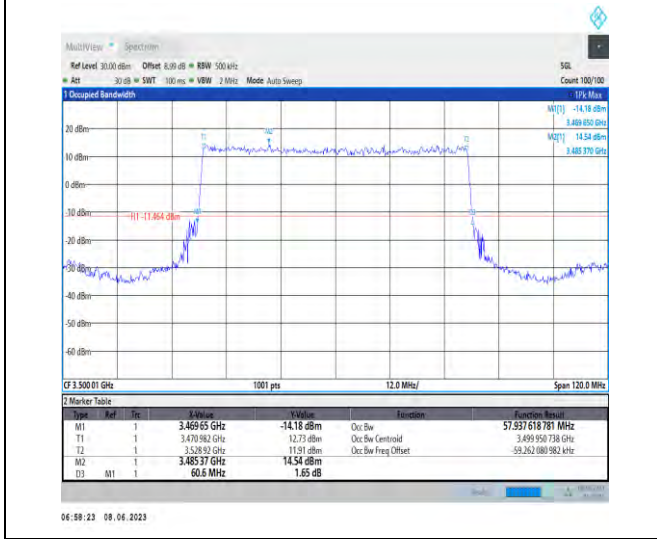 MultiView Spectrum
Ref Level 30.00 dBm Offset 8.99 dB RBW 500 kHz SGL
Att 30 dB SWT 100 ms VBW 2 MHz Mode Auto Sweep Count 100/100
1 Occupied Bandwidth 1Pk Max
M1[1] -14.18 dBm
3.469 650 GHz
M2[1] 14.54 dBm
3.485 370 GHz
20 dBm
10 dBm
0 dBm
-10 dBm
H1 -11.464 dBm
-20 dBm
-30 dBm
-40 dBm
-50 dBm
-60 dBm
T1
M2
T2
CF 3.500 01 GHz 1001 pts 12.0 MHz/ Span 120.0 MHz
2 Marker Table
Type Ref Trc X-Value Y-Value Function Function Result
M1 1 3.469 65 GHz -14.18 dBm Occ Bw 57.937 618 781 MHz
T1 1 3.470 982 GHz 12.73 dBm Occ Bw Centroid 3.499 950 738 GHz
T2 1 3.528 92 GHz 11.91 dBm Occ Bw Freq Offset -59.262 080 982 kHz
M2 1 3.485 37 GHz 14.54 dBm
D3 M1 1 60.6 MHz 1.65 dB
06:58:23 08.06.2023